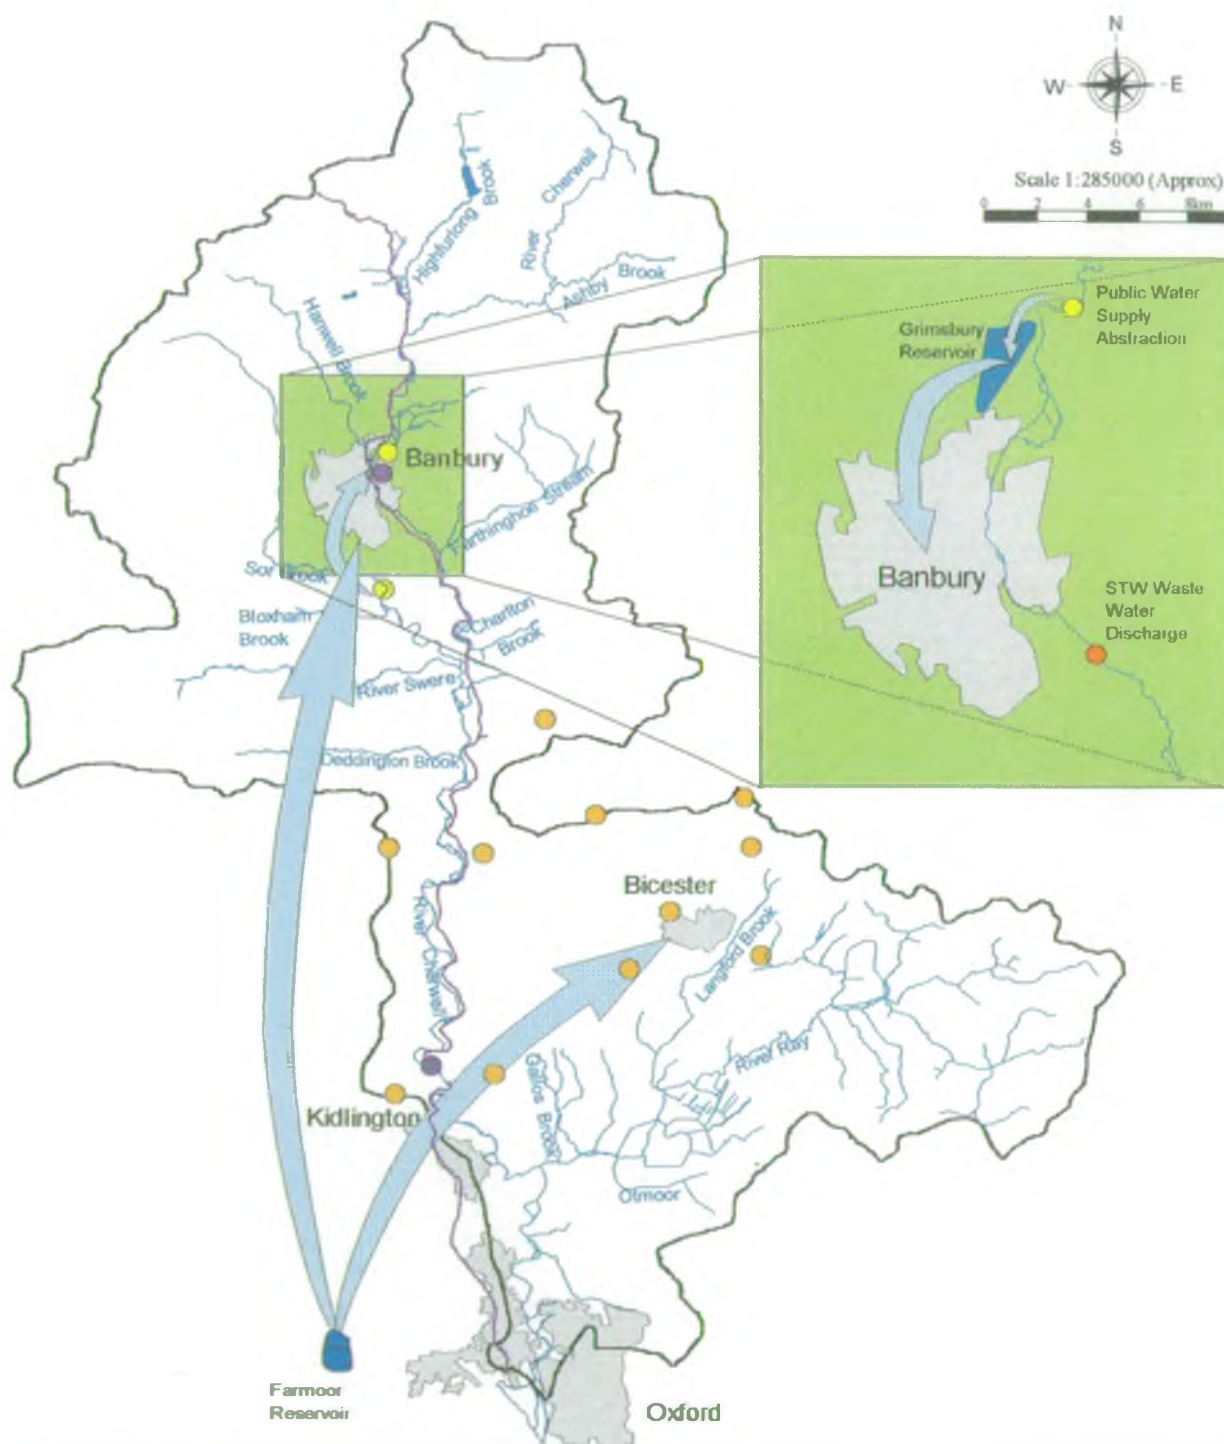 N
W
E
S
Scale 1:285000 (Approx)
0 2 4 6 8km
Highfurlong Brook
River Cherwell
Ashby Brook
Hanwell Brook
Public Water
Supply
Abstraction
Grimsbury
Reservoir
Banbury
Farthinghoe Stream
Sor Brook
Banbury
STW Waste
Water
Discharge
Bloxham
Brook
Charlton
Brook
River Swere
Deddington Brook
Bicester
River Cherwell
Langford Brook
River Ray
Gallos Brook
Kidlington
Otmoor
Farmoor
Reservoir
Oxford